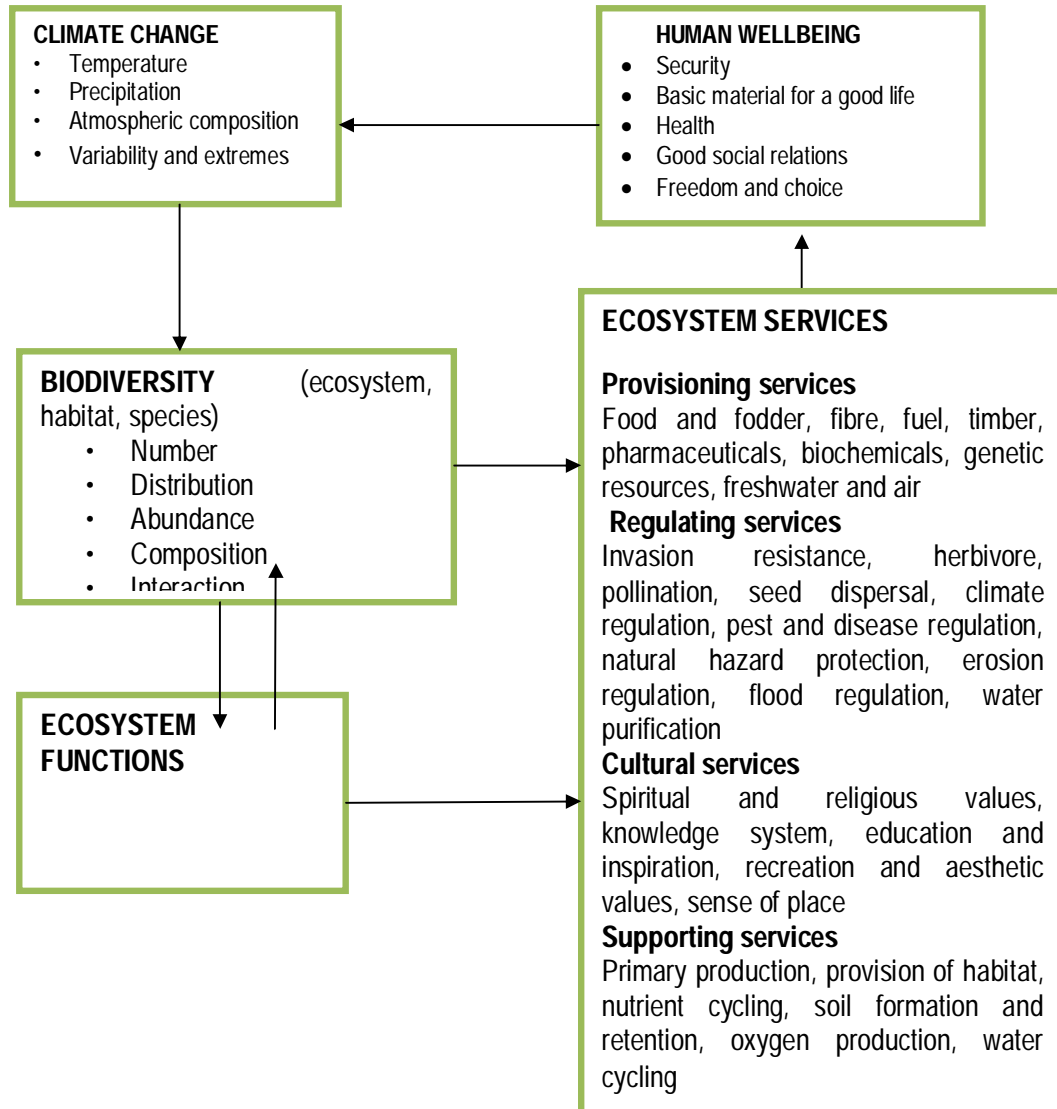 CLIMATE CHANGE
• Temperature
• Precipitation
• Atmospheric composition
• Variability and extremes
HUMAN WELLBEING
• Security
• Basic material for a good life
• Health
• Good social relations
• Freedom and choice
BIODIVERSITY (ecosystem,
habitat, species)
• Number
• Distribution
• Abundance
• Composition
• Interaction
ECOSYSTEM
FUNCTIONS
ECOSYSTEM SERVICES
Provisioning services
Food and fodder, fibre, fuel, timber,
pharmaceuticals, biochemicals, genetic
resources, freshwater and air
Regulating services
Invasion resistance, herbivore,
pollination, seed dispersal, climate
regulation, pest and disease regulation,
natural hazard protection, erosion
regulation, flood regulation, water
purification
Cultural services
Spiritual and religious values,
knowledge system, education and
inspiration, recreation and aesthetic
values, sense of place
Supporting services
Primary production, provision of habitat,
nutrient cycling, soil formation and
retention, oxygen production, water
cycling